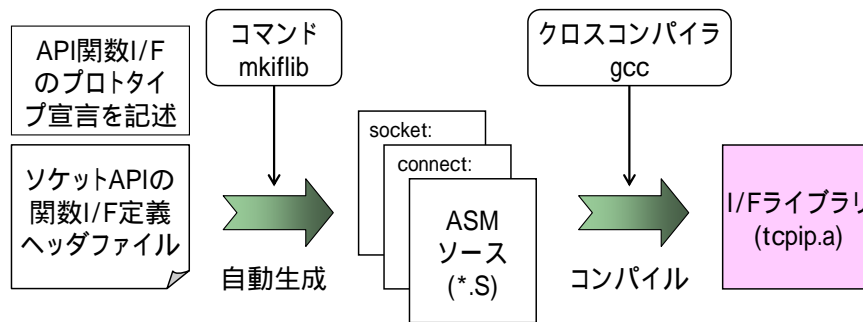 API関数I/F
のプロトタイ
プ宣言を記述
ソケットAPIの
関数I/F定義
ヘッダファイル
コマンド
mkiflib
自動生成
socket:
connect:
ASM
ソース
(*.S)
クロスコンパイラ
gcc
コンパイル
I/Fライブラリ
(tcpip.a)